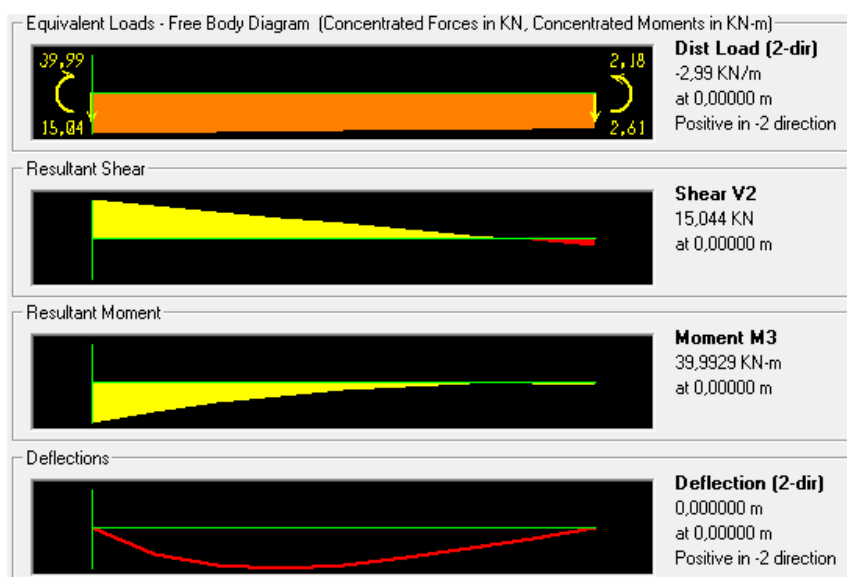 Equivalent Loads - Free Body Diagram (Concentrated Forces in KN, Concentrated Moments in KN-m)
39,99
2,18
15,04
2,61
Dist Load (2-dir)
-2,99 KN/m
at 0,00000 m
Positive in -2 direction
Resultant Shear
Shear V2
15,044 KN
at 0,00000 m
Resultant Moment
Moment M3
39,9929 KN-m
at 0,00000 m
Deflections
Deflection (2-dir)
0,000000 m
at 0,00000 m
Positive in -2 direction